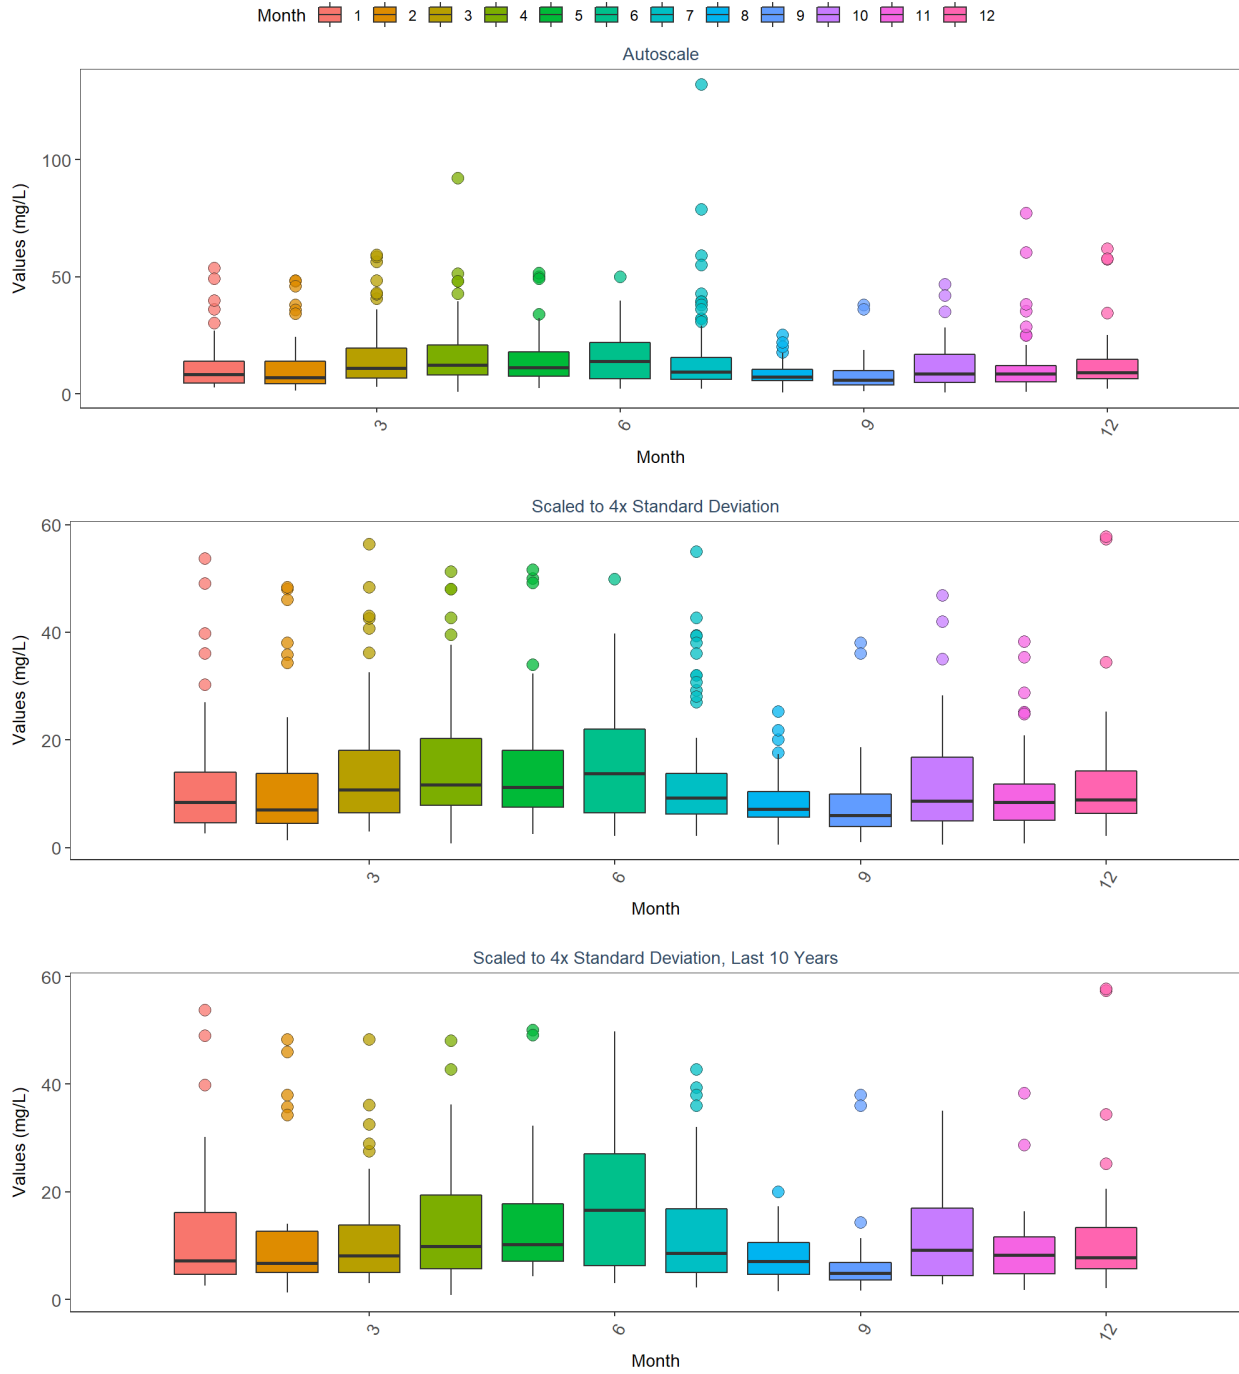 Month 1 2 3 4 5 6 7 8 9 10 11 12
Autoscale
Values (mg/L)
100
50
0
3 6 9 12
Month
Scaled to 4x Standard Deviation
Values (mg/L)
60
40
20
0
3 6 9 12
Month
Scaled to 4x Standard Deviation, Last 10 Years
Values (mg/L)
60
40
20
0
3 6 9 12
Month